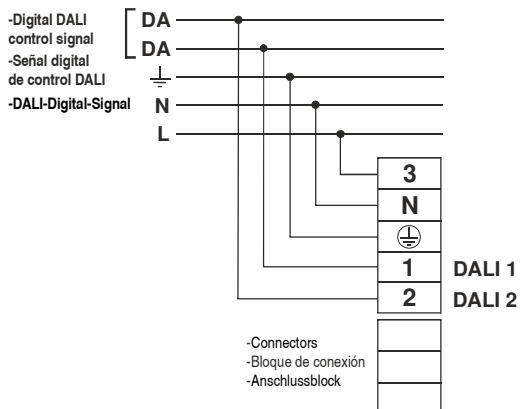 -Digital DALI
control signal
-Señal digital
de control DALI
-DALI-Digital-Signal
DA
DA
N
L
3
N
1 DALI 1
2 DALI 2
-Connectors
-Bloque de conexión
-Anschlussblock